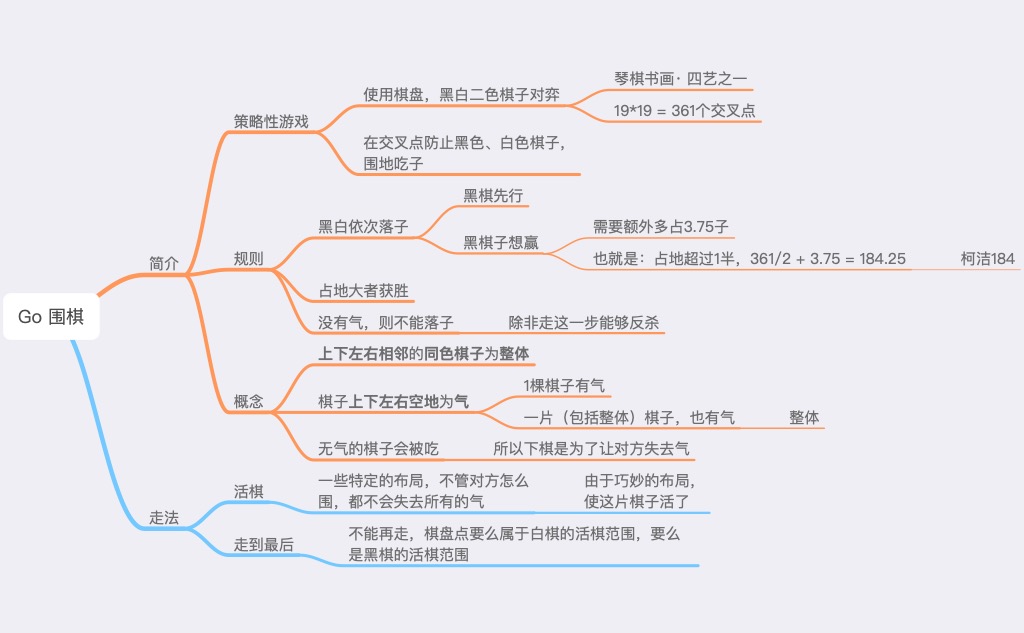 琴棋书画· 四艺之一
使用棋盘，黑白二色棋子对弈
19*19 = 361个交叉点
策略性游戏
在交叉点防止黑色、白色棋子，
围地吃子
黑棋先行
黑白依次落子
需要额外多占3.75子
黑棋子想赢
也就是：占地超过1半，361/2 + 3.75 = 184.25
柯洁184
规则
简介
占地大者获胜
Go 围棋
没有气，则不能落子
除非走这一步能够反杀
上下左右相邻的同色棋子为整体
1棵棋子有气
概念
棋子上下左右空地为气
一片（包括整体）棋子，也有气
整体
无气的棋子会被吃
所以下棋是为了让对方失去气
一些特定的布局，不管对方怎么
围，都不会失去所有的气
由于巧妙的布局，
使这片棋子活了
活棋
走法
走到最后
不能再走，棋盘点要么属于白棋的活棋范围，要么
是黑棋的活棋范围